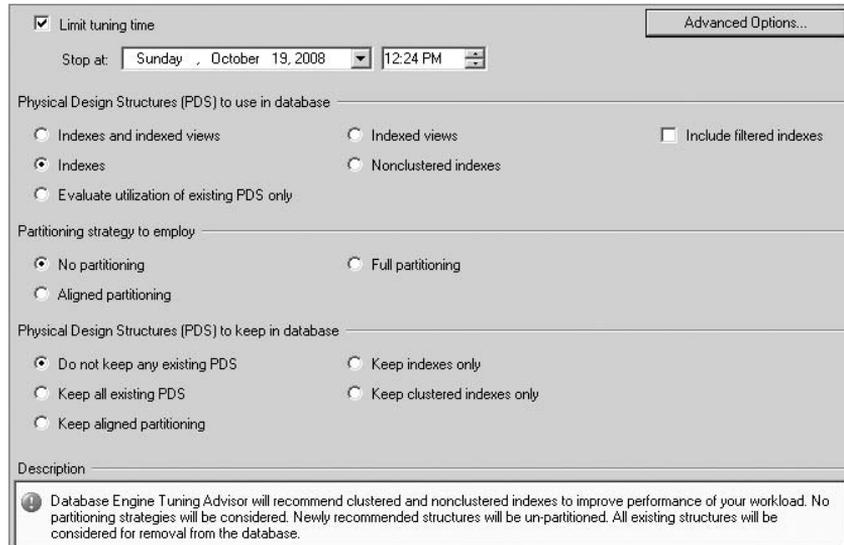 Limit tuning time
Advanced Options...
Stop at: Sunday , October 19, 2008 12:24 PM
Physical Design Structures (PDS) to use in database
Indexes and indexed views Indexed views Include filtered indexes
Indexes Nonclustered indexes
Evaluate utilization of existing PDS only
Partitioning strategy to employ
No partitioning Full partitioning
Aligned partitioning
Physical Design Structures (PDS) to keep in database
Do not keep any existing PDS Keep indexes only
Keep all existing PDS Keep clustered indexes only
Keep aligned partitioning
Description
Database Engine Tuning Advisor will recommend clustered and nonclustered indexes to improve performance of your workload. No
partitioning strategies will be considered. Newly recommended structures will be un-partitioned. All existing structures will be
considered for removal from the database.